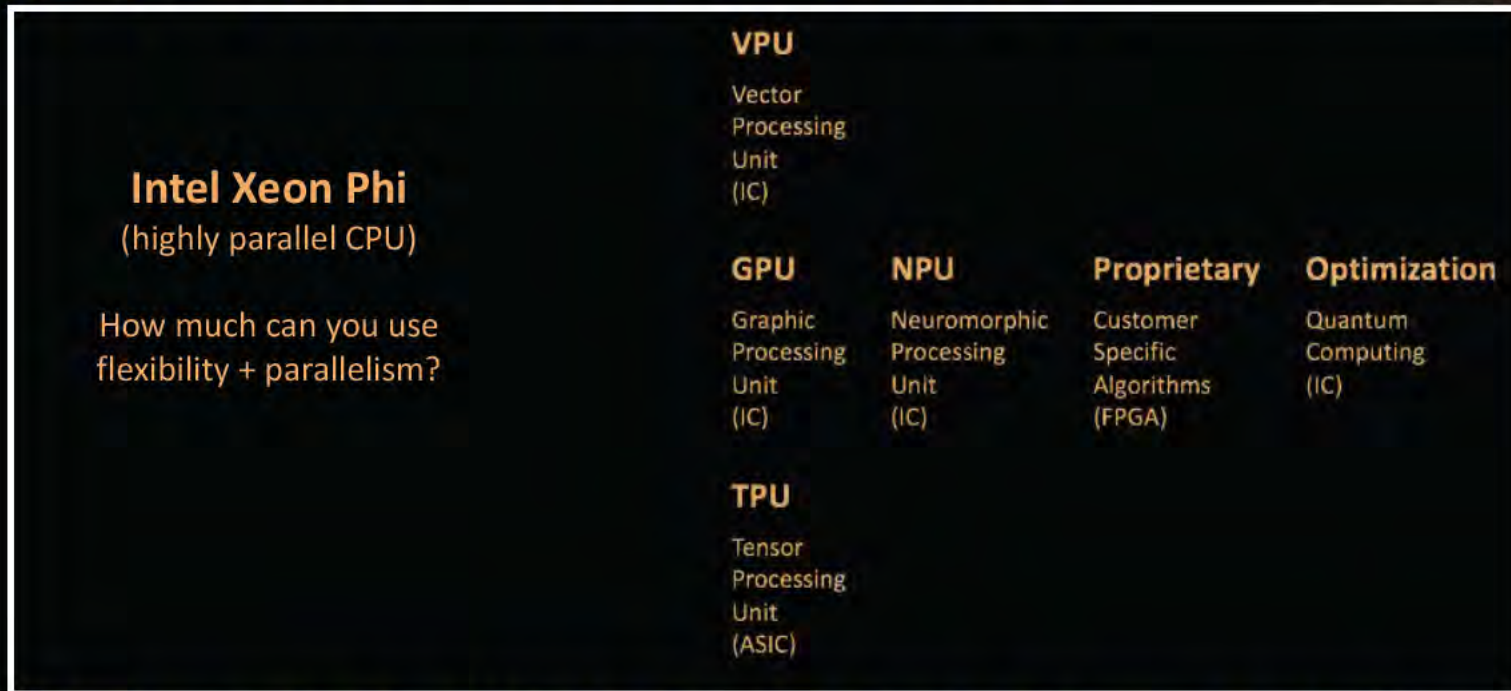 Intel Xeon Phi
(highly parallel CPU)
How much can you use
flexibility + parallelism?
VPU
Vector
Processing
Unit
(IC)
GPU
Graphic
Processing
Unit
(IC)
NPU
Neuromorphic
Processing
Unit
(IC)
Proprietary
Customer
Specific
Algorithms
(FPGA)
Optimization
Quantum
Computing
(IC)
TPU
Tensor
Processing
Unit
(ASIC)